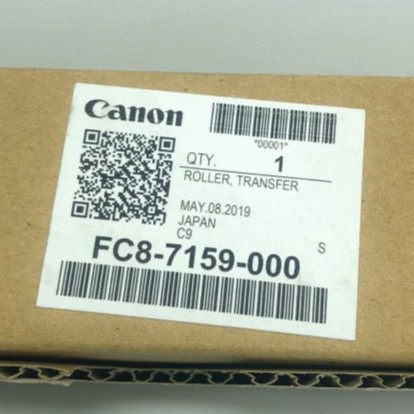 Canon
*00001*
QTY. 1
ROLLER, TRANSFER
MAY.08.2019
JAPAN
C9 S
FC8-7159-000